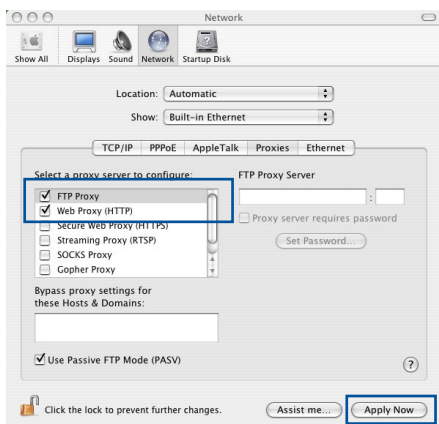 Network
Show All Displays Sound Network Startup Disk
Location: Automatic
Show: Built-in Ethernet
TCP/IP PPPoE AppleTalk Proxies Ethernet
Select a proxy server to configure: FTP Proxy Server
FTP Proxy :
Web Proxy (HTTP) Proxy server requires password
Secure Web Proxy (HTTPS)
Streaming Proxy (RTSP) Set Password...
SOCKS Proxy
Gopher Proxy
Bypass proxy settings for
these Hosts & Domains:
Use Passive FTP Mode (PASV) ?
Click the lock to prevent further changes. Assist me... Apply Now